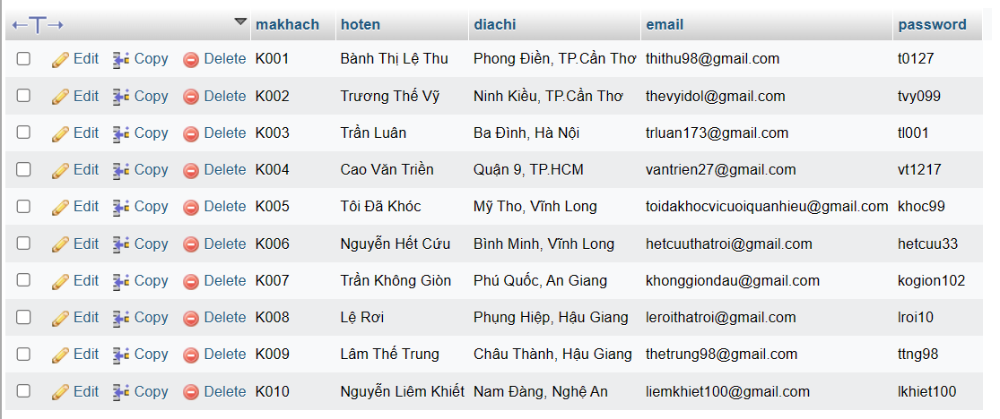 makhach hoten diachi email password
Edit Copy Delete K001 Bành Thị Lệ Thu Phong Điền, TP.Cần Thơ thithu98@gmail.com t0127
Edit Copy Delete K002 Trương Thế Vỹ Ninh Kiều, TP.Cần Thơ thevyidol@gmail.com tvy099
Edit Copy Delete K003 Trần Luân Ba Đình, Hà Nội trluan173@gmail.com tl001
Edit Copy Delete K004 Cao Văn Triền Quận 9, TP.HCM vantrien27@gmail.com vt1217
Edit Copy Delete K005 Tôi Đã Khóc Mỹ Tho, Vĩnh Long toidakhocvicuoiquanhieu@gmail.com khoc99
Edit Copy Delete K006 Nguyễn Hết Cứu Bình Minh, Vĩnh Long hetcuuthatroi@gmail.com hetcuu33
Edit Copy Delete K007 Trần Không Giòn Phú Quốc, An Giang khonggiondau@gmail.com kogion102
Edit Copy Delete K008 Lệ Rơi Phụng Hiệp, Hậu Giang leroithatroi@gmail.com lroi10
Edit Copy Delete K009 Lâm Thế Trung Châu Thành, Hậu Giang thetrung98@gmail.com ttng98
Edit Copy Delete K010 Nguyễn Liêm Khiết Nam Đàng, Nghệ An liemkhiet100@gmail.com lkhiet100